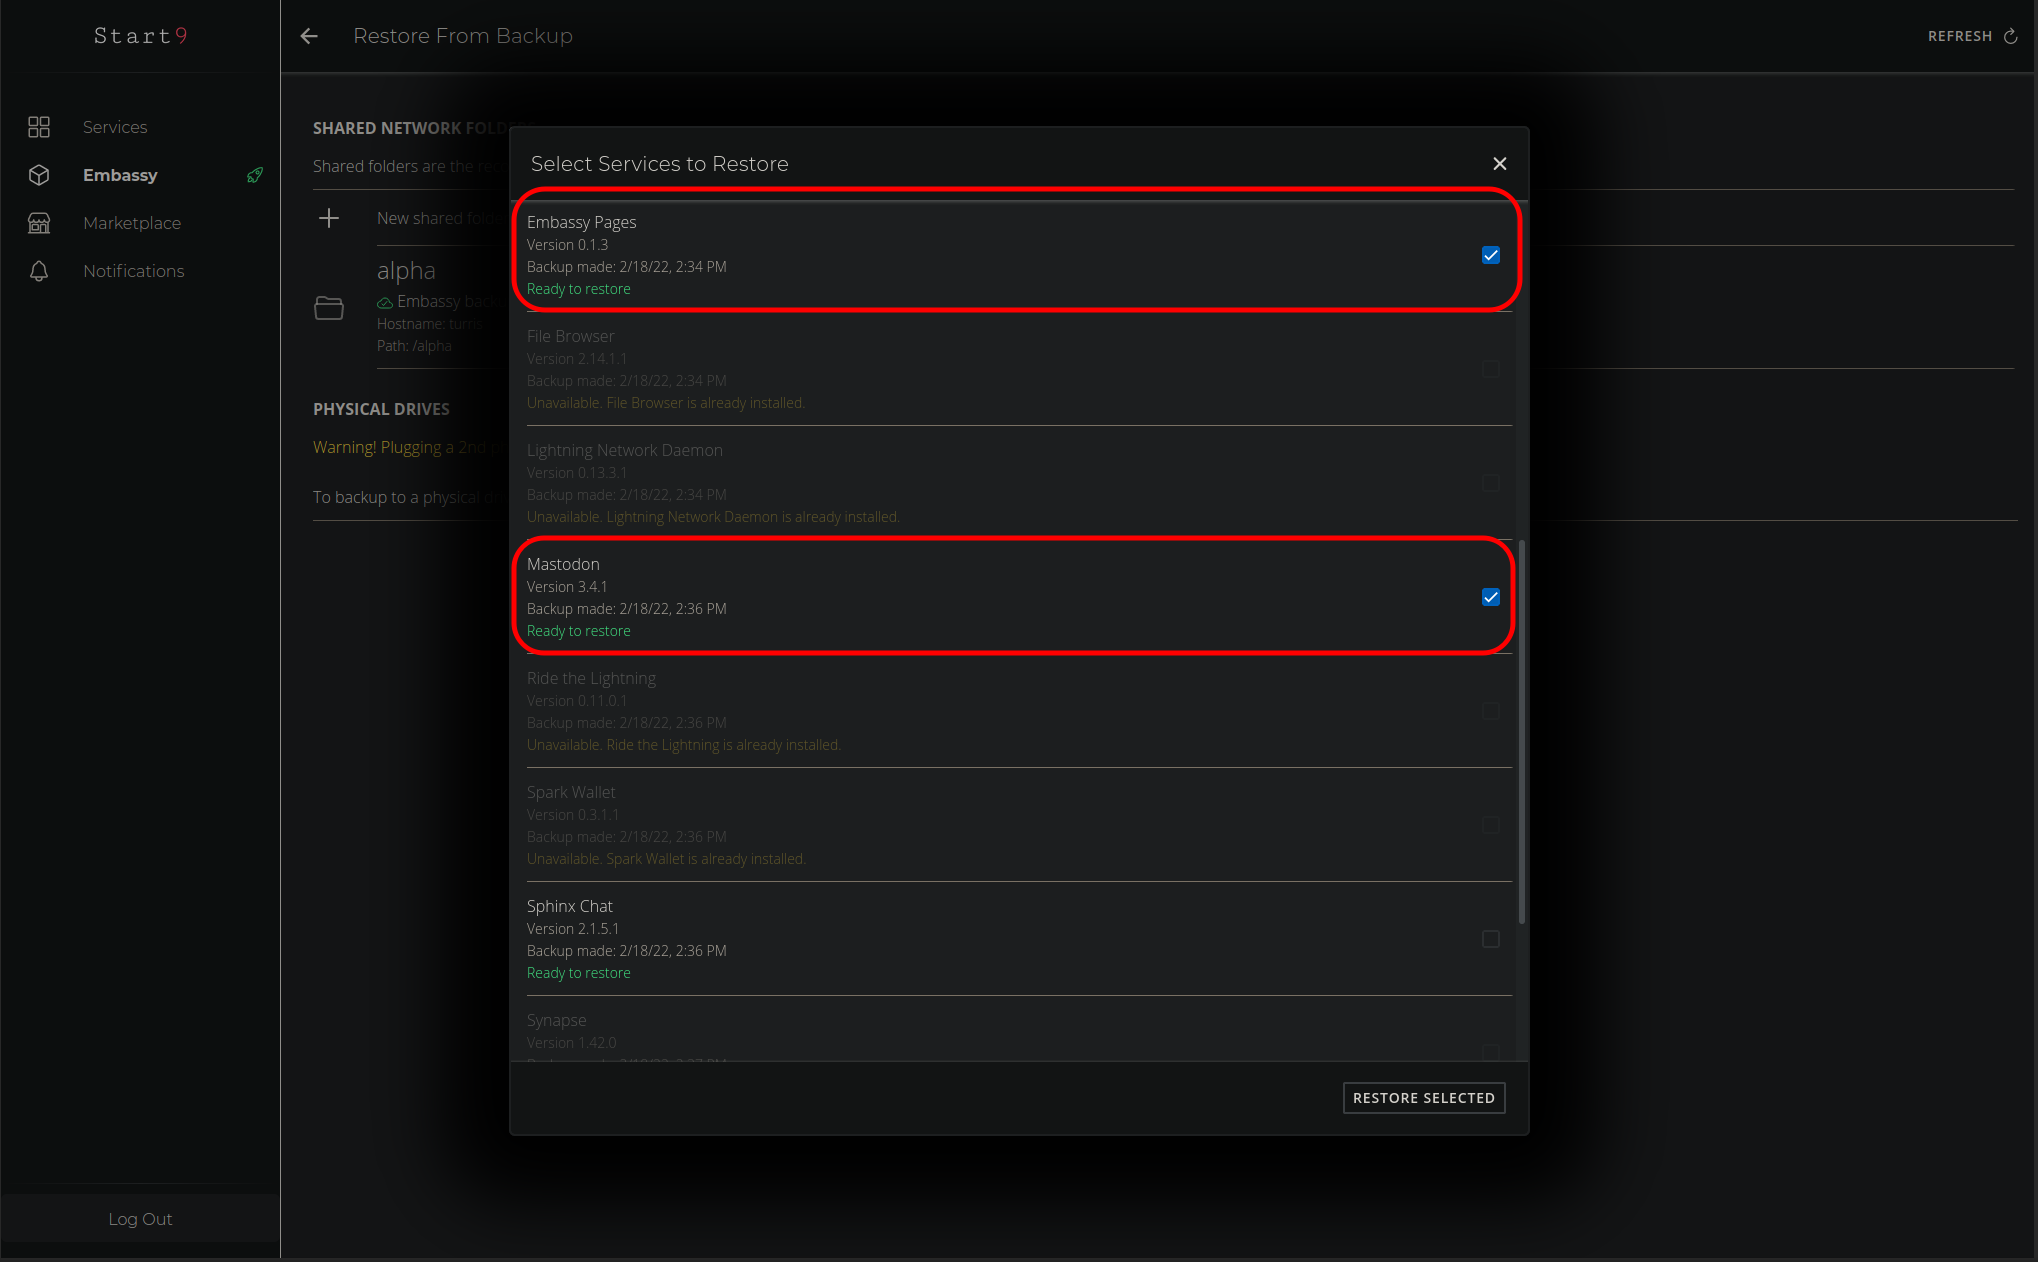 Start9
Services
Embassy
Marketplace
Notifications
Log Out
Restore From Backup
REFRESH
SHARED NETWORK FOLD
Shared folders are the rec
New shared folde
alpha
Embassy back
Hostname: turns
Path: /alpha
PHYSICAL DRIVES
Warning! Plugging a 2nd p
To backup to a physical dr
Select Services to Restore
Embassy Pages
Version 0.1.3
Backup made: 2/18/22, 2:34 PM
Ready to restore
File Browser
Version 2.14.1.1
Backup made: 2/18/22, 2:34 PM
Unavailable. File Browser is already installed.
Lightning Network Daemon
Version 0.13.3.1
Backup made: 2/18/22, 2:34 PM
Unavailable. Lightning Network Daemon is already installed.
Mastodon
Version 3.4.1
Backup made: 2/18/22, 2:36 PM
Ready to restore
Ride the Lightning
Version 0.11.0.1
Backup made: 2/18/22, 2:36 PM
Unavailable. Ride the Lightning is already installed.
Spark Wallet
Version 0.3.1.1
Backup made: 2/18/22, 2:36 PM
Unavailable. Spark Wallet is already installed.
Sphinx Chat
Version 2.1.5.1
Backup made: 2/18/22, 2:36 PM
Ready to restore
Synapse
Version 1.42.0
RESTORE SELECTED